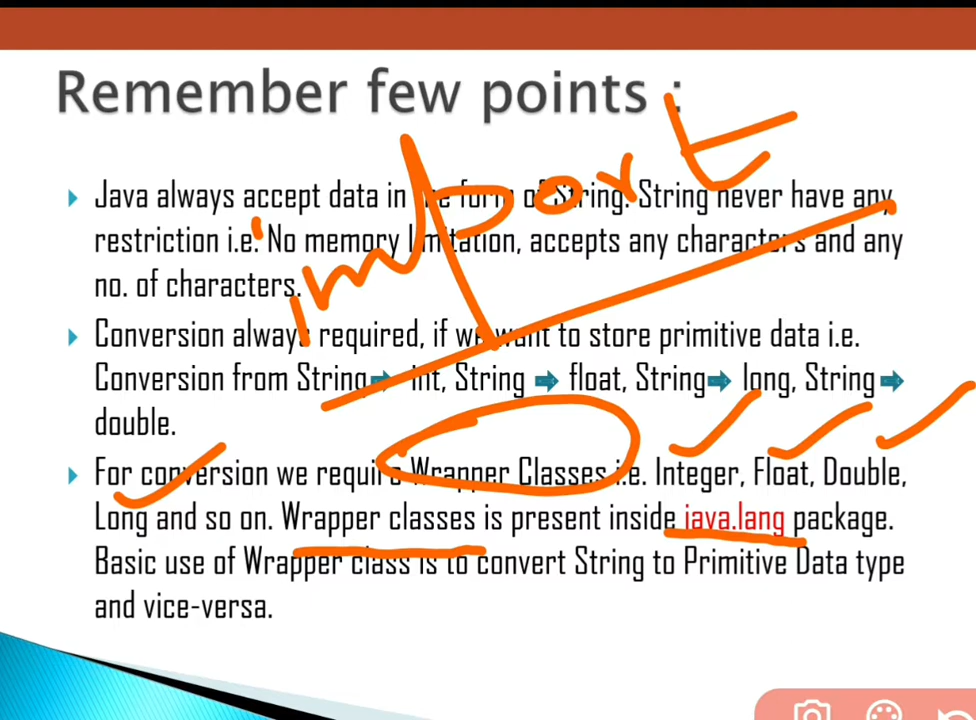 Remember few points :
import
Java always accept data in the form of String. String never have any
restriction i.e. No memory limitation, accepts any characters and any
no. of characters.
Conversion always required, if we want to store primitive data i.e.
Conversion from String int, String float, String long, String
double.
For conversion we require Wrapper Classes i.e. Integer, Float, Double,
Long and so on. Wrapper classes is present inside java.lang package.
Basic use of Wrapper class is to convert String to Primitive Data type
and vice-versa.